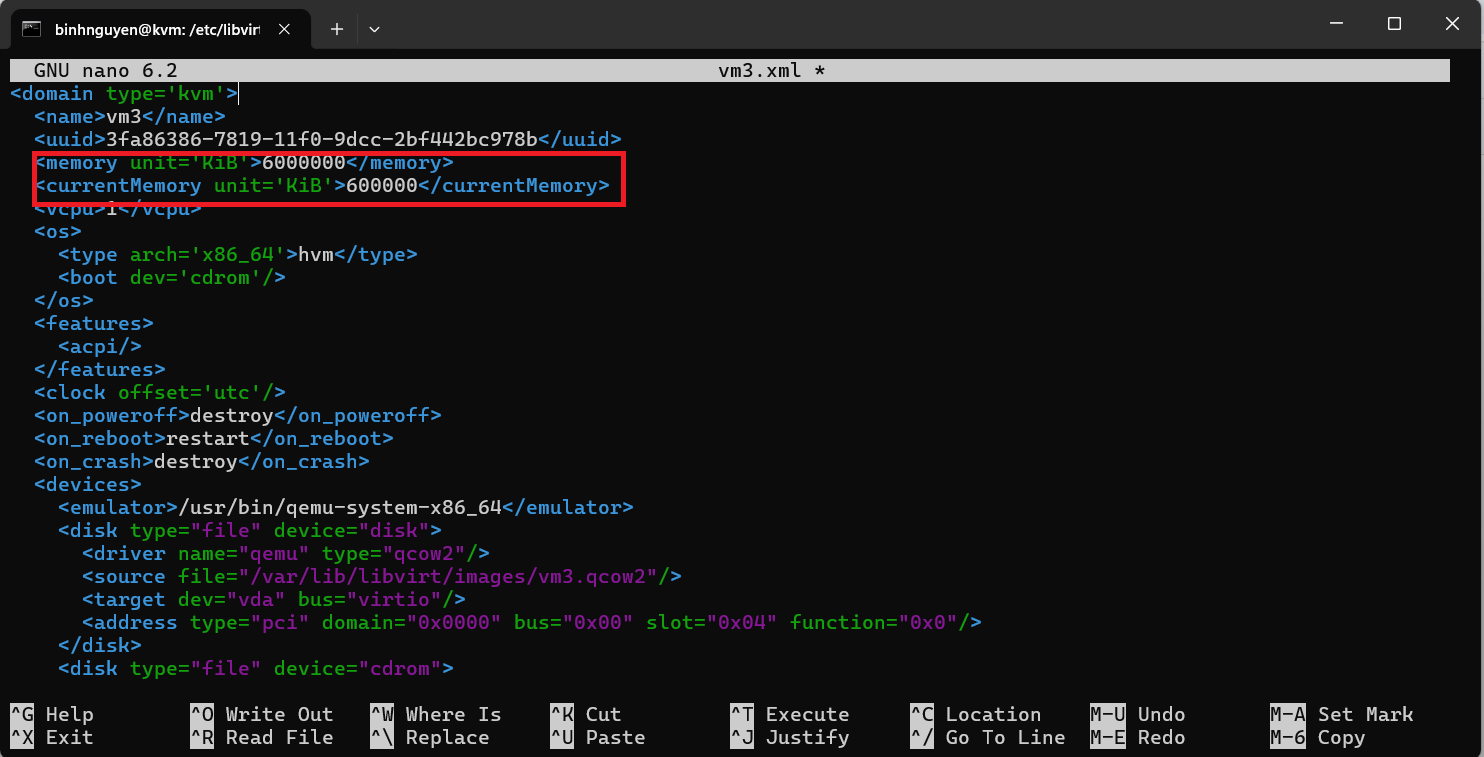 binhnguyen@kvm: /etc/libvirt
GNU nano 6.2 vm3.xml *
<domain type='kvm'>
<name>vm3</name>
<uuid>3fa86386-7819-11f0-9dcc-2bf442bc978b</uuid>
<memory unit='KiB'>6000000</memory>
<currentMemory unit='KiB'>600000</currentMemory>
<vcpu>1</vcpu>
<os>
<type arch='x86_64'>hvm</type>
<boot dev='cdrom'/>
</os>
<features>
<acpi/>
</features>
<clock offset='utc'/>
<on_poweroff>destroy</on_poweroff>
<on_reboot>restart</on_reboot>
<on_crash>destroy</on_crash>
<devices>
<emulator>/usr/bin/qemu-system-x86_64</emulator>
<disk type="file" device="disk">
<driver name="qemu" type="qcow2"/>
<source file="/var/lib/libvirt/images/vm3.qcow2"/>
<target dev="vda" bus="virtio"/>
<address type="pci" domain="0x0000" bus="0x00" slot="0x04" function="0x0"/>
</disk>
<disk type="file" device="cdrom">
^G Help ^O Write Out ^W Where Is ^K Cut ^T Execute ^C Location M-U Undo M-A Set Mark
^X Exit ^R Read File ^\ Replace ^U Paste ^J Justify ^/ Go To Line M-E Redo M-6 Copy